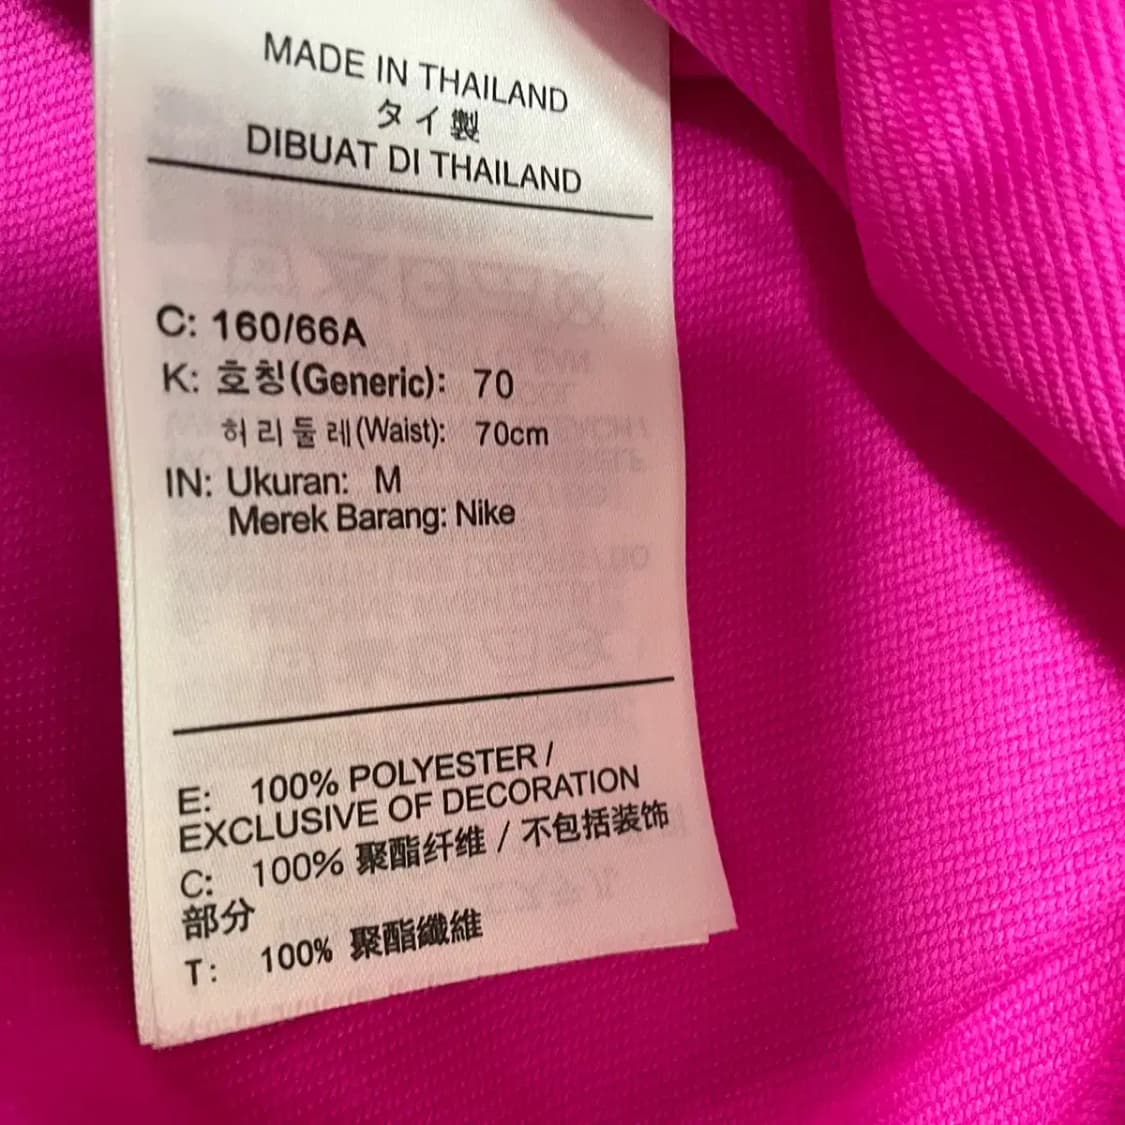 MADE IN THAILAND
タイ製
DIBUAT DI THAILAND
C: 160/66A
K: 호칭(Generic): 70
허리둘레(Waist): 70cm
IN: Ukuran: M
Merek Barang: Nike
E: 100% POLYESTER /
EXCLUSIVE OF DECORATION
C: 100% 聚酯纤维 / 不包括装饰
部分
T: 100% 聚酯纖維